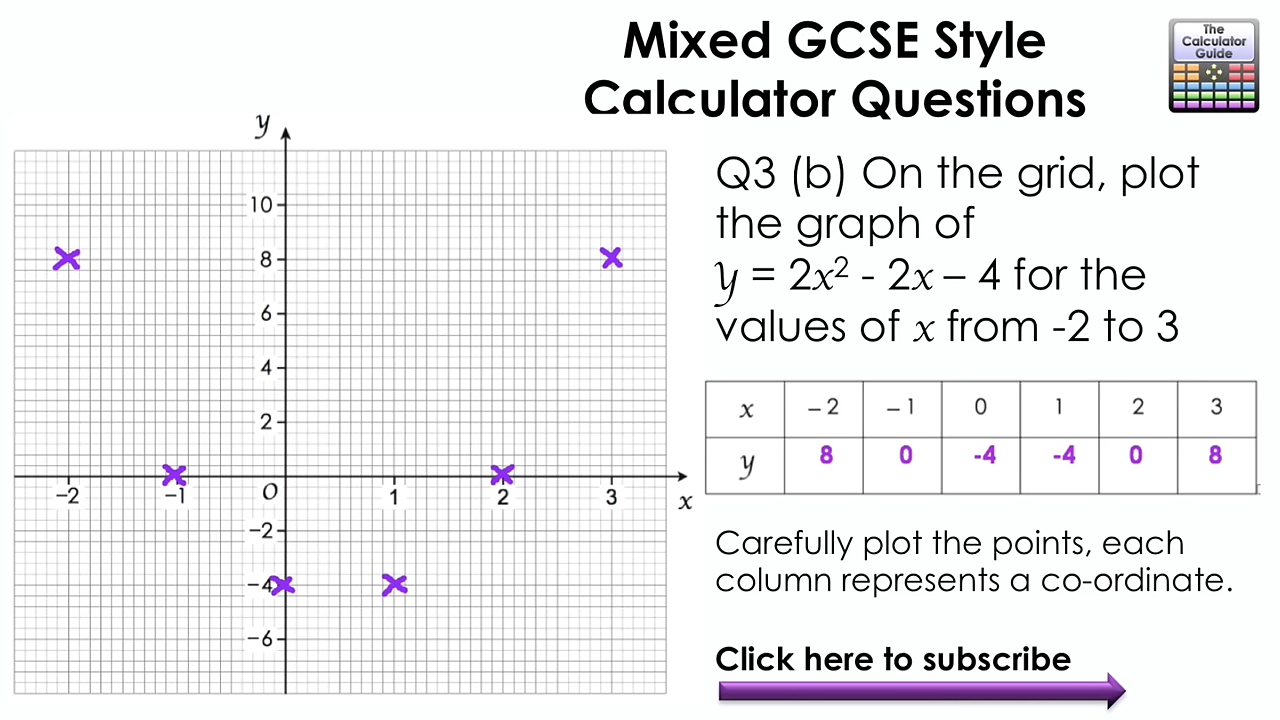 Mixed GCSE Style
Calculator Questions
The
Calculator
Guide
y
10
8
6
4
2
−2
−1
O
1
2
3
x
−2
−4
−6
Q3 (b) On the grid, plot
the graph of
y = 2x² - 2x – 4 for the
values of x from -2 to 3
x – 2 – 1 0 1 2 3
y 8 0 -4 -4 0 8
Carefully plot the points, each
column represents a co-ordinate.
Click here to subscribe